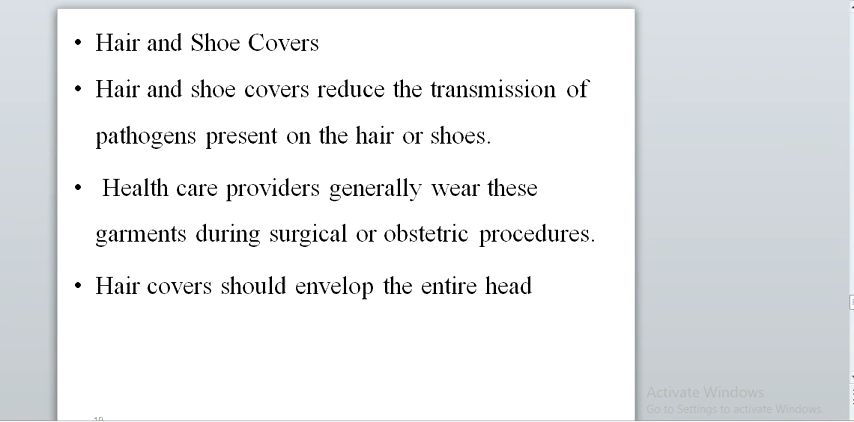 • Hair and Shoe Covers
• Hair and shoe covers reduce the transmission of
pathogens present on the hair or shoes.
• Health care providers generally wear these
garments during surgical or obstetric procedures.
• Hair covers should envelop the entire head
Activate Windows
Go to Settings to activate Windows.